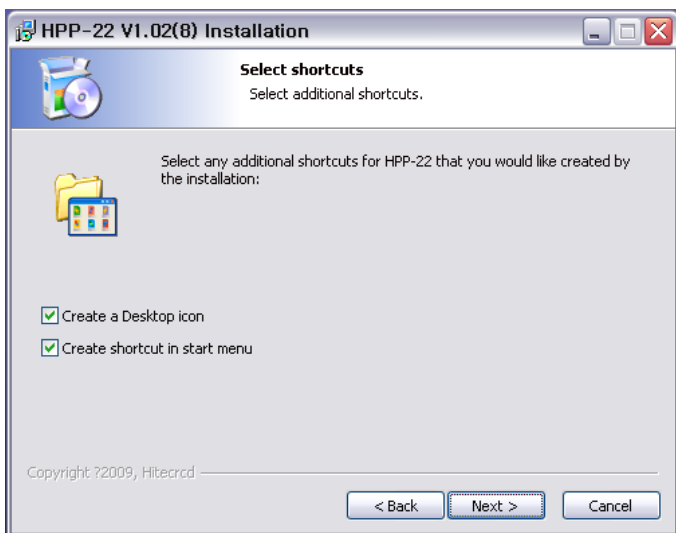 HPP-22 V1.02(8) Installation
Select shortcuts
Select additional shortcuts.
Select any additional shortcuts for HPP-22 that you would like created by
the installation:
Create a Desktop icon
Create shortcut in start menu
Copyright ?2009, Hitecrcd
< Back
Next >
Cancel